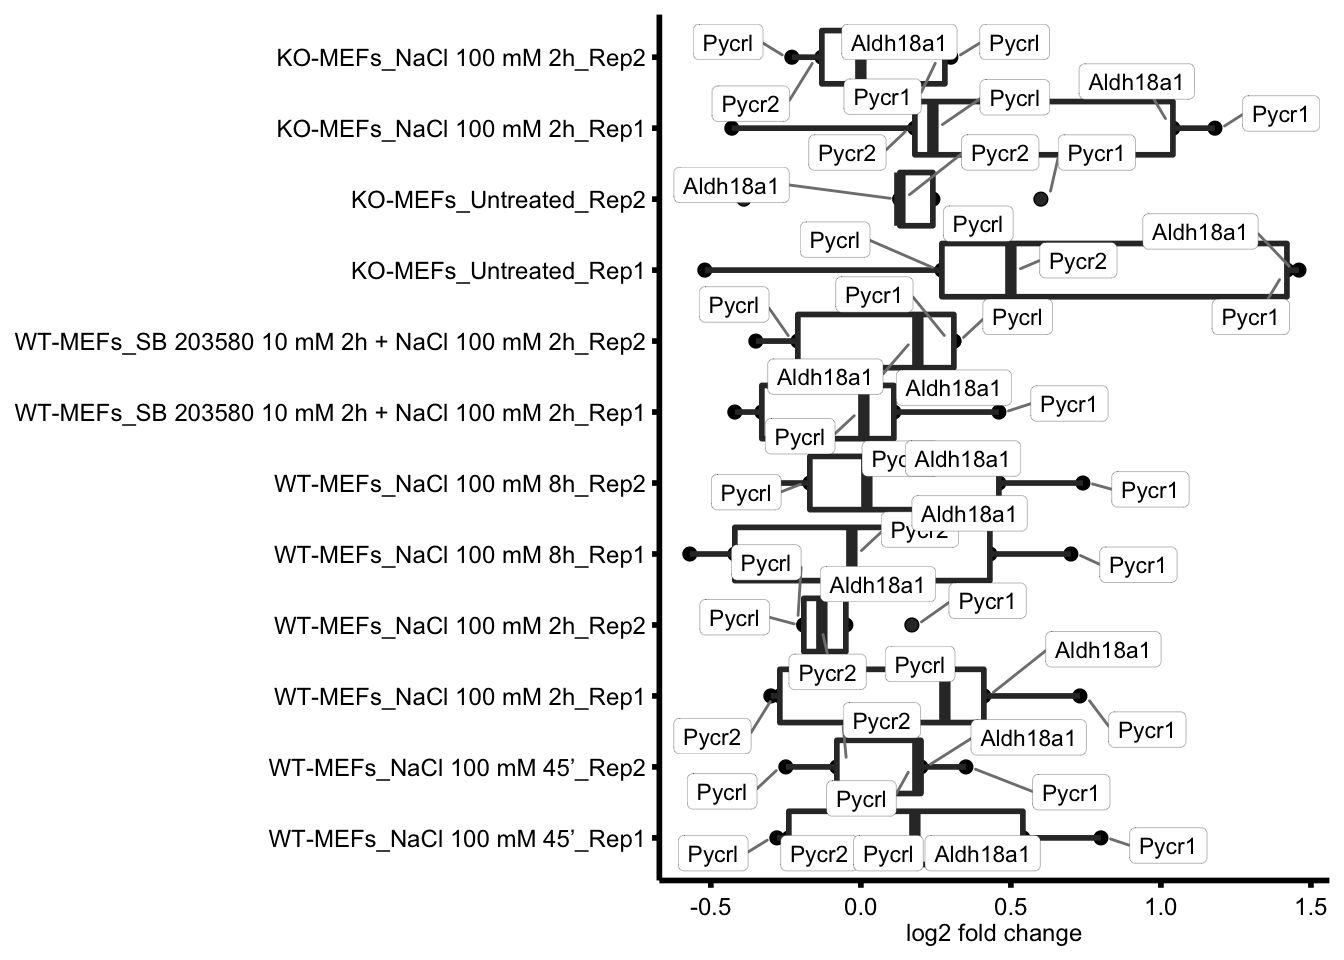 KO-MEFs_NaCl 100 mM 2h_Rep2
Pycrl
Aldh18a1
Pycrl
Pycr2
Pycr1
KO-MEFs_NaCl 100 mM 2h_Rep1
Pycrl
Aldh18a1
Pycr1
Pycr2
KO-MEFs_Untreated_Rep2
Aldh18a1
Pycr2
Pycr1
KO-MEFs_Untreated_Rep1
Pycrl
Pycrl
Pycr2
Aldh18a1
Pycr1
WT-MEFs_SB 203580 10 mM 2h + NaCl 100 mM 2h_Rep2
Pycrl
Pycr1
Pycrl
Aldh18a1
WT-MEFs_SB 203580 10 mM 2h + NaCl 100 mM 2h_Rep1
Aldh18a1
Pycr1
Pycrl
WT-MEFs_NaCl 100 mM 8h_Rep2
Aldh18a1
Pycrl
Pycr1
WT-MEFs_NaCl 100 mM 8h_Rep1
Pycr2
Aldh18a1
Pycrl
Pycr1
WT-MEFs_NaCl 100 mM 2h_Rep2
Aldh18a1
Pycrl
Pycr1
Pycr2
WT-MEFs_NaCl 100 mM 2h_Rep1
Pycrl
Aldh18a1
Pycr2
Pycr1
WT-MEFs_NaCl 100 mM 45’_Rep2
Pycr2
Aldh18a1
Pycrl
Pycrl
Pycr1
WT-MEFs_NaCl 100 mM 45’_Rep1
Pycrl
Pycr2
Pycrl
Aldh18a1
Pycr1
-0.5
0.0
0.5
1.0
1.5
log2 fold change